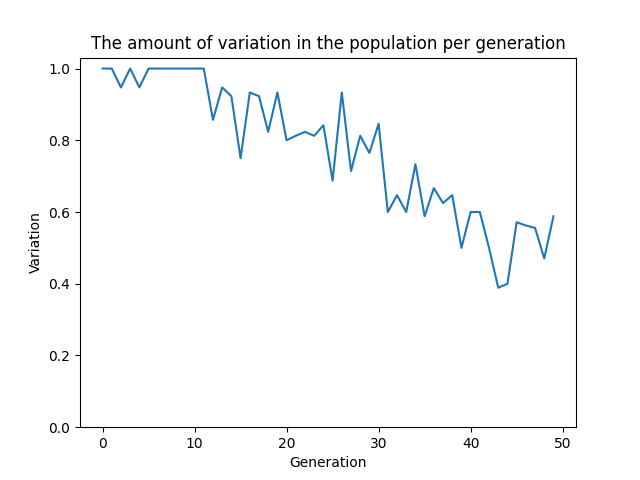 The amount of variation in the population per generation
1.0
0.8
0.6
0.4
0.2
0.0
Variation
0 10 20 30 40 50
Generation